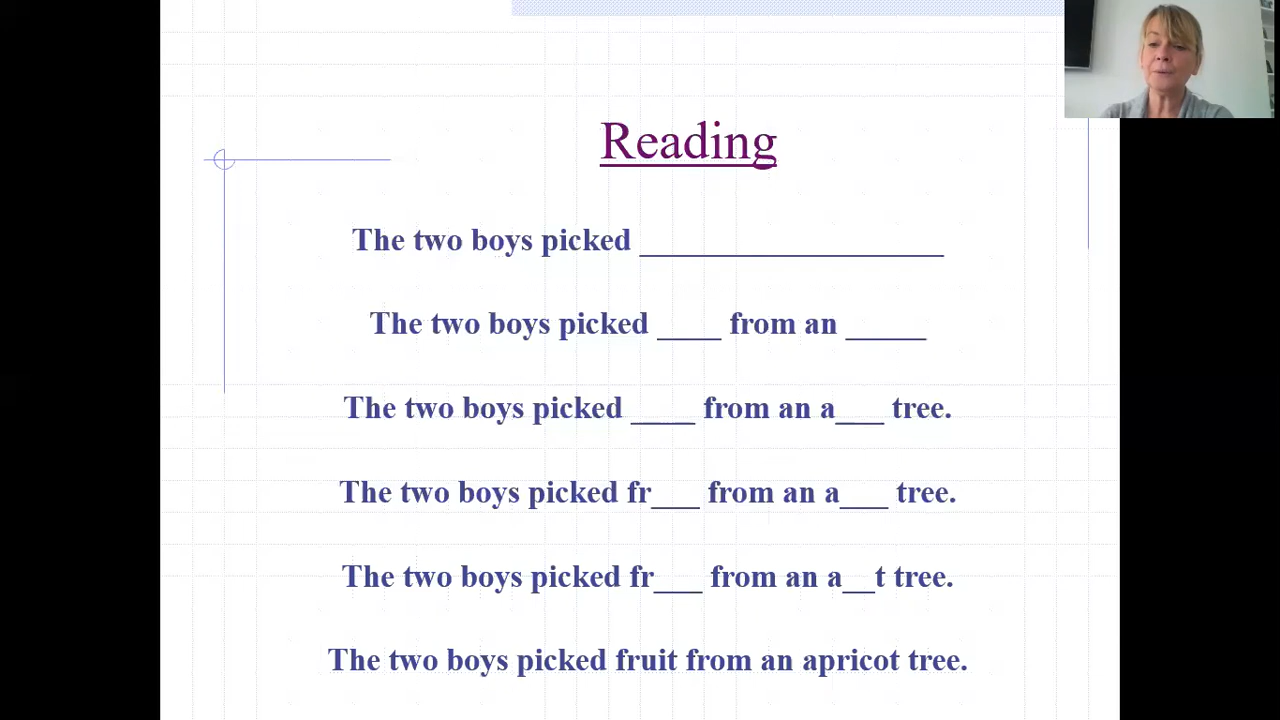 Reading
The two boys picked ___________________
The two boys picked ____ from an _____
The two boys picked ____ from an a___ tree.
The two boys picked fr___ from an a___ tree.
The two boys picked fr___ from an a__t tree.
The two boys picked fruit from an apricot tree.